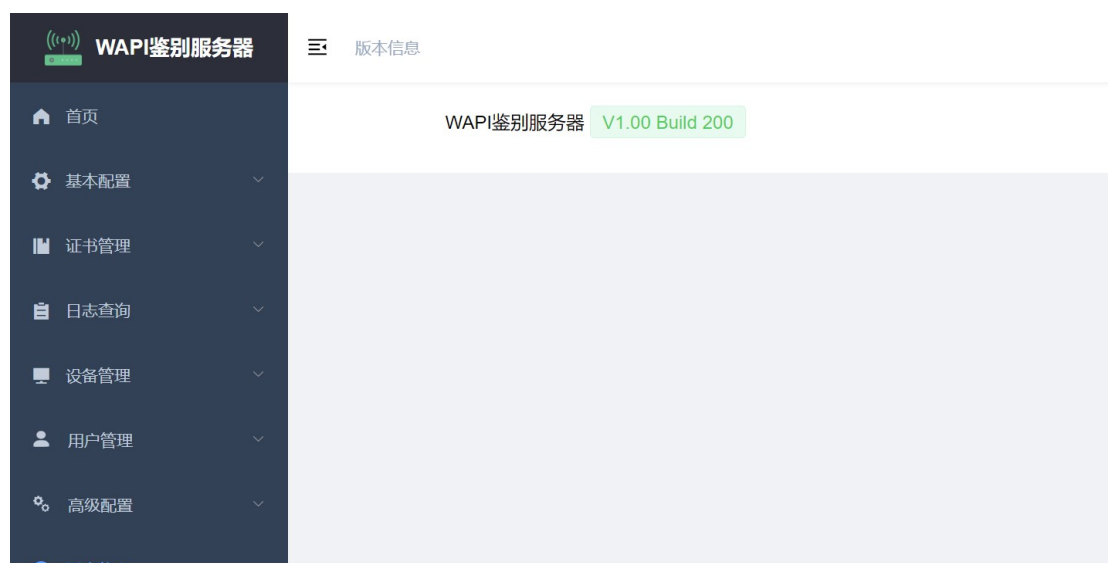 WAPI鉴别服务器
版本信息
WAPI鉴别服务器 V1.00 Build 200
首页
基本配置
证书管理
日志查询
设备管理
用户管理
高级配置